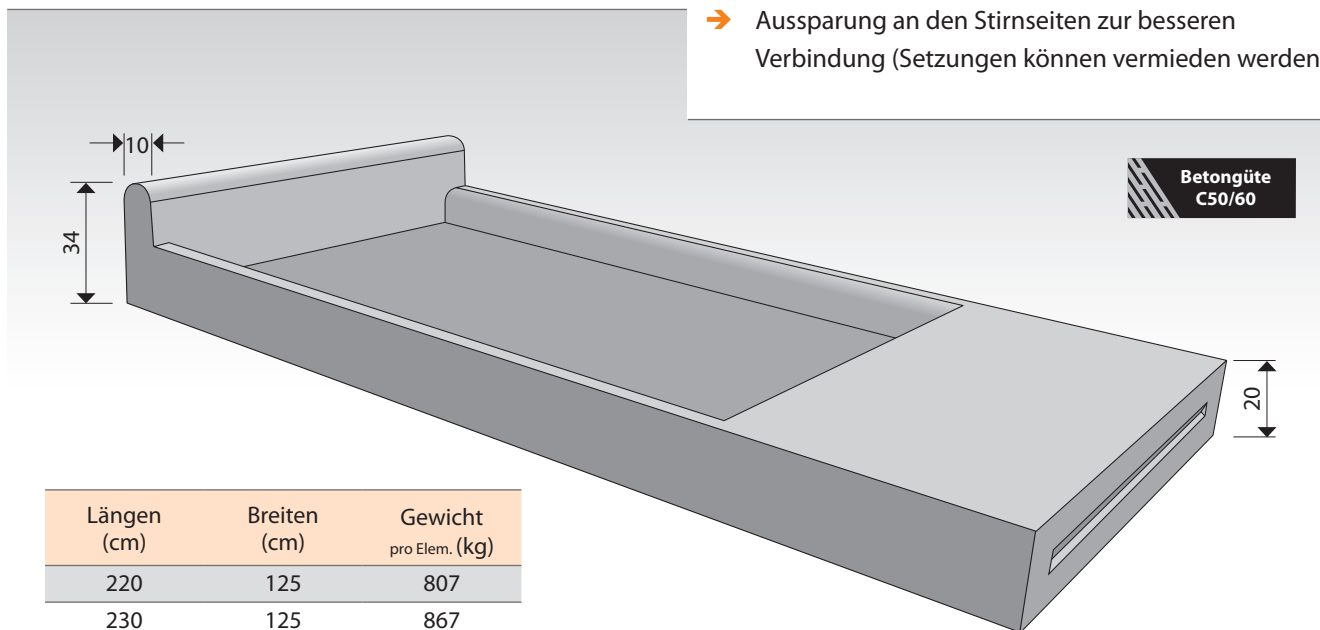 ➔ Aussparung an den Stirnseiten zur besseren
Verbindung (Setzungen können vermieden werden
10
34
Betongüte
C50/60
20
Längen Breiten Gewicht
(cm) (cm) pro Elem. (kg)
220 125 807
230 125 867